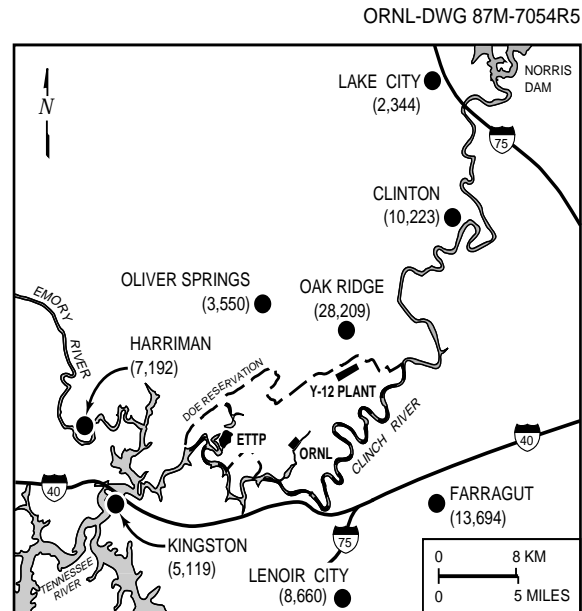 ORNL-DWG 87M-7054R5
N
LAKE CITY
(2,344)
NORRIS
DAM
75
CLINTON
(10,223)
OLIVER SPRINGS
(3,550)
OAK RIDGE
(28,209)
EMORY
RIVER
HARRIMAN
(7,192)
DOE RESERVATION
Y-12 PLANT
ETTP
ORNL
CLINCH RIVER
40
40
FARRAGUT
(13,694)
KINGSTON
(5,119)
TENNESSEE
RIVER
75
LENOIR CITY
(8,660)
0 8 KM
0 5 MILES